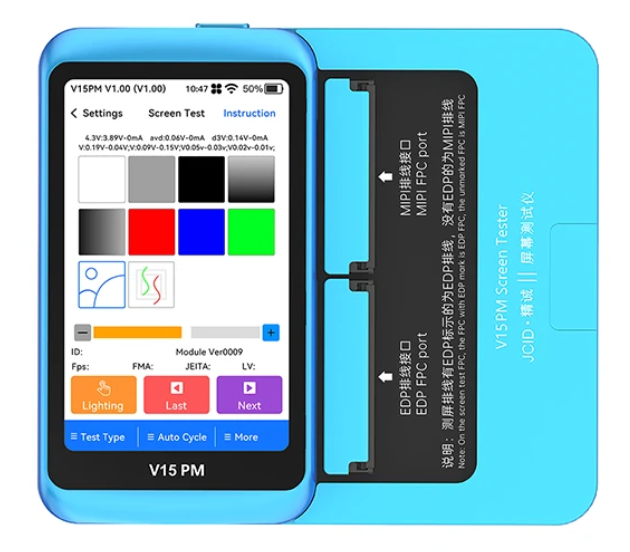 V15PM V1.00 (V1.00) 10:47 50%
Settings Screen Test Instruction
4.3V:3.89V-0mA avd:0.06V-0mA d3V:0.14V-0mA
V:0.19V-0.04V;V:0.09V-0.15V;V:0.05v-0.03v;V:0.02v-0.01v;
ID: Module Ver0009
Fps: FMA: JEITA: LV:
Lighting Last Next
Test Type Auto Cycle More
V15 PM
MIPI排线接口
MIPI FPC port
EDP排线接口
EDP FPC port
说明：测屏排线有EDP标示的为EDP排线，没有EDP的为MIPI排线
Note: On the screen test FPC, the FPC with EDP mark is EDP FPC, the unmarked FPC is MIPI FPC
V15 PM Screen Tester
JCID·精诚 || 屏幕测试仪